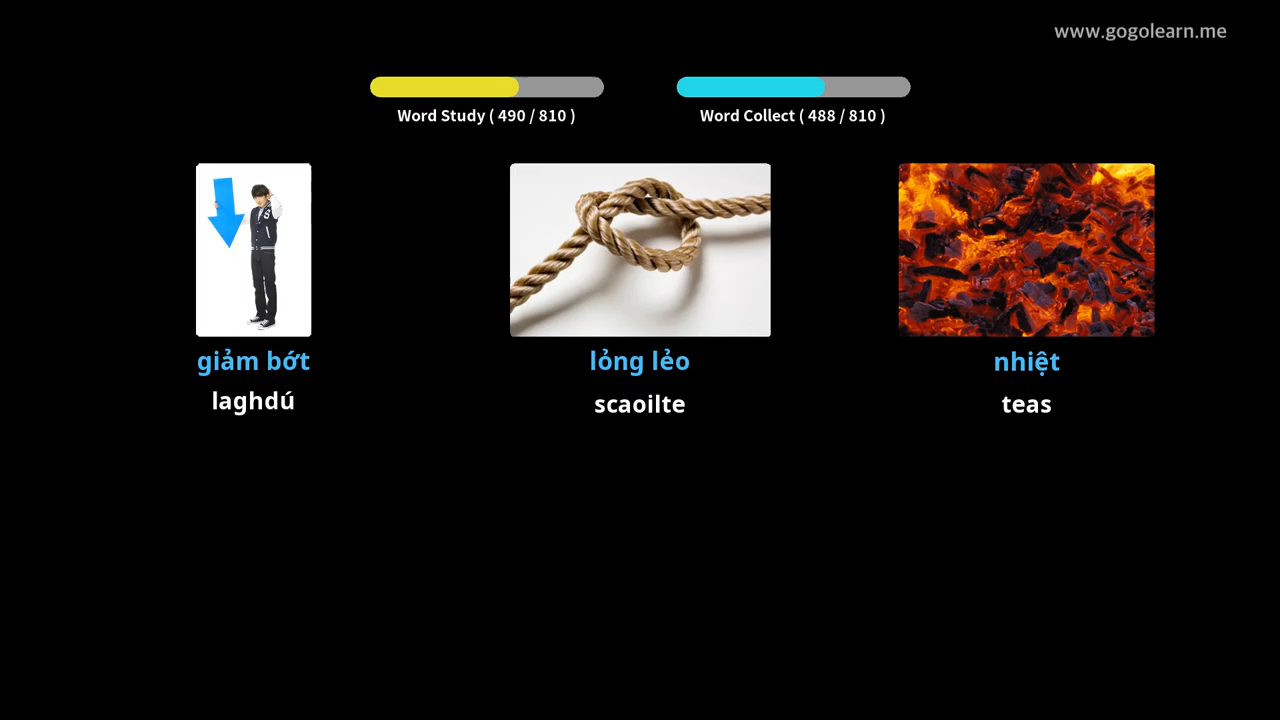 www.gogolearn.me
Word Study ( 490 / 810 )
Word Collect ( 488 / 810 )
giảm bớt
laghdú
lỏng lẻo
scaoilte
nhiệt
teas